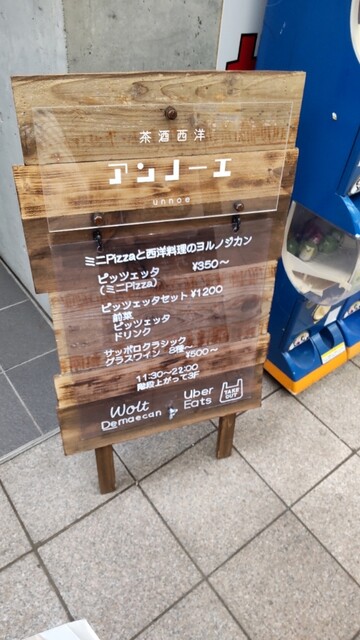 茶酒西洋
アンノーエ
unnoe
ミニPizzaと西洋料理のヨルノジカン
ピッツェッタ ¥350～
(ミニPizza)
ピッツェッタセット ¥1200
前菜
ピッツェッタ
ドリンク
サッポロクラシック
グラスワイン 8種～ ¥500～
11:30～22:00
階段上がって3F
Wolt Uber
Demaecan Eats
TAKE
OUT